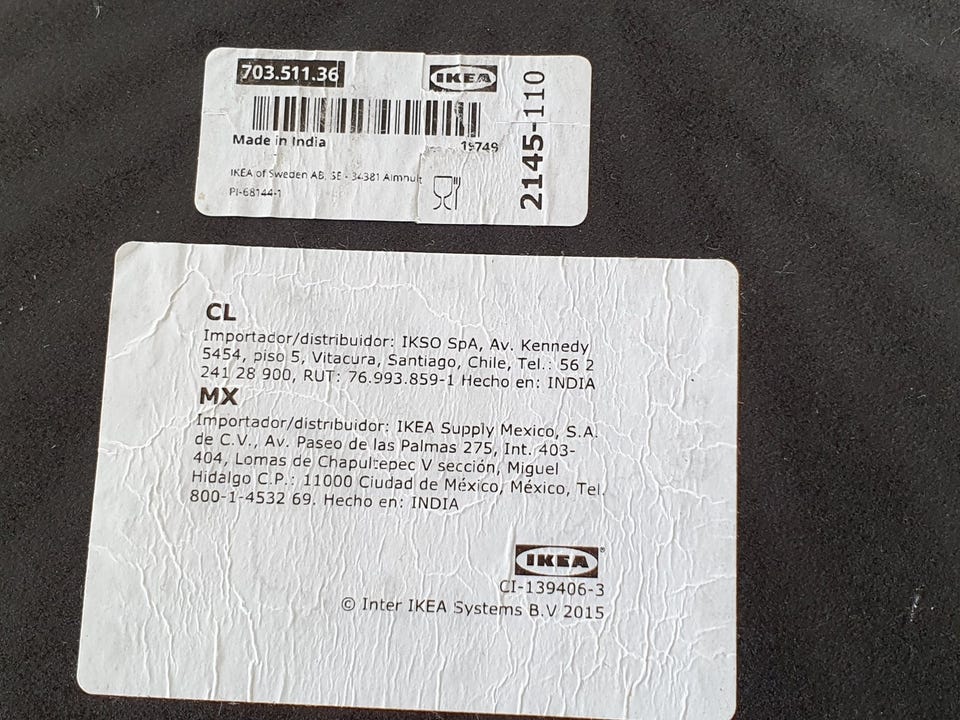 703.511.36
IKEA
2145-110
Made in India
19749
IKEA of Sweden AB, SE - 34381 Älmhult
PI-68144-1
CL
Importador/distribuidor: IKSO SpA, Av. Kennedy
5454, piso 5, Vitacura, Santiago, Chile, Tel.: 56 2
241 28 900, RUT: 76.993.859-1 Hecho en: INDIA
MX
Importador/distribuidor: IKEA Supply Mexico, S.A.
de C.V., Av. Paseo de las Palmas 275, Int. 403-
404, Lomas de Chapultepec V sección, Miguel
Hidalgo C.P.: 11000 Ciudad de México, México, Tel.
800-1-4532 69. Hecho en: INDIA
IKEA®
CI-139406-3
© Inter IKEA Systems B.V 2015